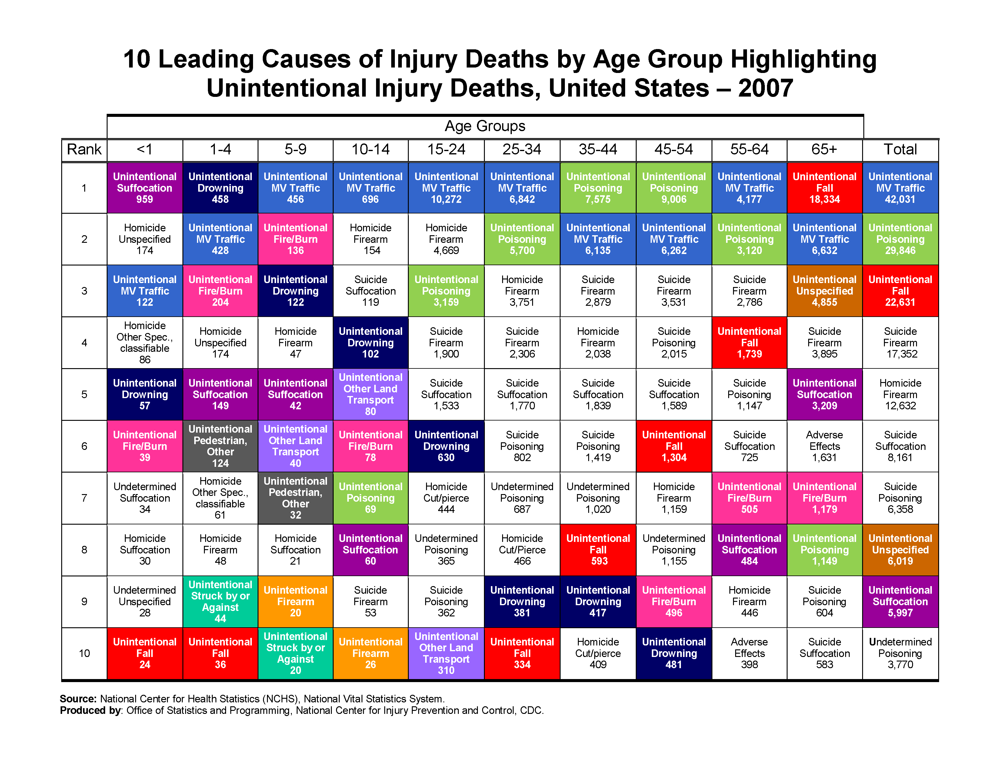 10 Leading Causes of Injury Deaths by Age Group Highlighting
Unintentional Injury Deaths, United States – 2007
Age Groups
Rank <1 1-4 5-9 10-14 15-24 25-34 35-44 45-54 55-64 65+ Total
1
Unintentional Suffocation 959
Unintentional Drowning 458
Unintentional MV Traffic 456
Unintentional MV Traffic 696
Unintentional MV Traffic 10,272
Unintentional MV Traffic 6,842
Unintentional Poisoning 7,575
Unintentional Poisoning 9,006
Unintentional MV Traffic 4,177
Unintentional Fall 18,334
Unintentional MV Traffic 42,031
2
Homicide Unspecified 174
Unintentional MV Traffic 428
Unintentional Fire/Burn 136
Homicide Firearm 154
Homicide Firearm 4,669
Unintentional Poisoning 5,700
Unintentional MV Traffic 6,135
Unintentional MV Traffic 6,262
Unintentional Poisoning 3,120
Unintentional MV Traffic 6,632
Unintentional Poisoning 29,846
3
Unintentional MV Traffic 122
Unintentional Fire/Burn 204
Unintentional Drowning 122
Suicide Suffocation 119
Unintentional Poisoning 3,159
Homicide Firearm 3,751
Suicide Firearm 2,879
Suicide Firearm 3,531
Suicide Firearm 2,786
Unintentional Unspecified 4,855
Unintentional Fall 22,631
4
Homicide Other Spec., classifiable 86
Homicide Unspecified 174
Homicide Firearm 47
Unintentional Drowning 102
Suicide Firearm 1,900
Suicide Firearm 2,306
Homicide Firearm 2,038
Suicide Poisoning 2,015
Unintentional Fall 1,739
Suicide Firearm 3,895
Suicide Firearm 17,352
5
Unintentional Drowning 57
Unintentional Suffocation 149
Unintentional Suffocation 42
Unintentional Other Land Transport 80
Suicide Suffocation 1,533
Suicide Suffocation 1,770
Suicide Suffocation 1,839
Suicide Suffocation 1,589
Suicide Poisoning 1,147
Unintentional Suffocation 3,209
Homicide Firearm 12,632
6
Unintentional Fire/Burn 39
Unintentional Pedestrian, Other 124
Unintentional Other Land Transport 40
Unintentional Fire/Burn 78
Unintentional Drowning 630
Suicide Poisoning 802
Suicide Poisoning 1,419
Unintentional Fall 1,304
Suicide Suffocation 725
Adverse Effects 1,631
Suicide Suffocation 8,161
7
Undetermined Suffocation 34
Homicide Other Spec., classifiable 61
Unintentional Pedestrian, Other 32
Unintentional Poisoning 69
Homicide Cut/pierce 444
Undetermined Poisoning 687
Undetermined Poisoning 1,020
Homicide Firearm 1,159
Unintentional Fire/Burn 505
Unintentional Fire/Burn 1,179
Suicide Poisoning 6,358
8
Homicide Suffocation 30
Homicide Firearm 48
Homicide Suffocation 21
Unintentional Suffocation 60
Undetermined Poisoning 365
Homicide Cut/Pierce 466
Unintentional Fall 593
Undetermined Poisoning 1,155
Unintentional Suffocation 484
Unintentional Poisoning 1,149
Unintentional Unspecified 6,019
9
Undetermined Unspecified 28
Unintentional Struck by or Against 44
Unintentional Firearm 20
Suicide Firearm 53
Suicide Poisoning 362
Unintentional Drowning 381
Unintentional Drowning 417
Unintentional Fire/Burn 496
Homicide Firearm 446
Suicide Poisoning 604
Unintentional Suffocation 5,997
10
Unintentional Fall 24
Unintentional Fall 36
Unintentional Struck by or Against 20
Unintentional Firearm 26
Unintentional Other Land Transport 310
Unintentional Fall 334
Homicide Cut/pierce 409
Unintentional Drowning 481
Adverse Effects 398
Suicide Suffocation 583
Undetermined Poisoning 3,770
Source: National Center for Health Statistics (NCHS), National Vital Statistics System.
Produced by: Office of Statistics and Programming, National Center for Injury Prevention and Control, CDC.